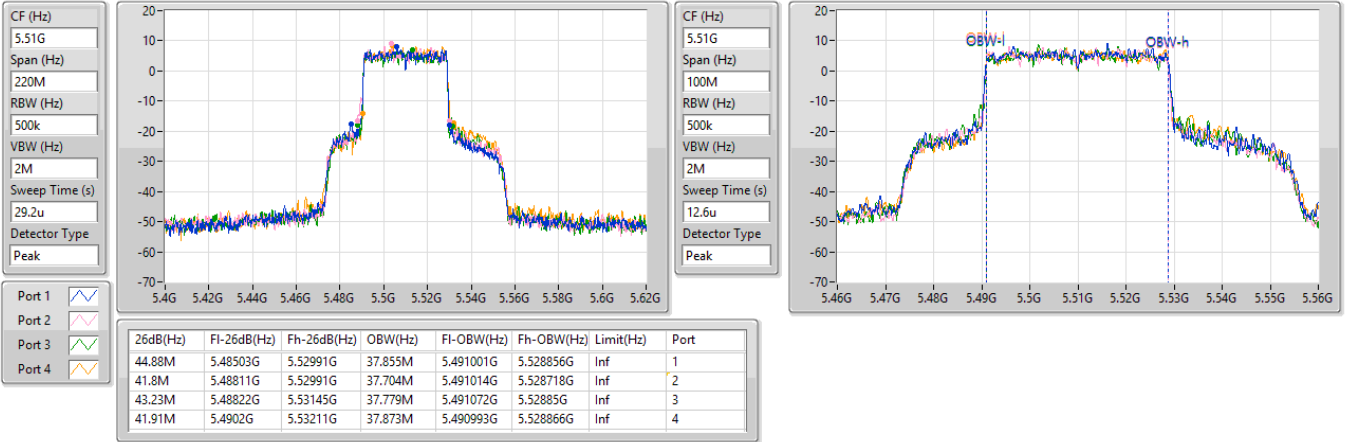 CF (Hz)
5.51G
Span (Hz)
220M
RBW (Hz)
500k
VBW (Hz)
2M
Sweep Time (s)
29.2u
Detector Type
Peak
20
10
0
-10
-20
-30
-40
-50
-60
-70
5.4G 5.42G 5.44G 5.46G 5.48G 5.5G 5.52G 5.54G 5.56G 5.58G 5.6G 5.62G
CF (Hz)
5.51G
Span (Hz)
100M
RBW (Hz)
500k
VBW (Hz)
2M
Sweep Time (s)
12.6u
Detector Type
Peak
20
10
0
-10
-20
-30
-40
-50
-60
-70
OBW-l OBW-h
5.46G 5.47G 5.48G 5.49G 5.5G 5.51G 5.52G 5.53G 5.54G 5.55G 5.56G
Port 1
Port 2
Port 3
Port 4
26dB(Hz) Fl-26dB(Hz) Fh-26dB(Hz) OBW(Hz) Fl-OBW(Hz) Fh-OBW(Hz) Limit(Hz) Port
44.88M 5.48503G 5.52991G 37.855M 5.491001G 5.528856G Inf 1
41.8M 5.48811G 5.52991G 37.704M 5.491014G 5.528718G Inf 2
43.23M 5.48822G 5.53145G 37.779M 5.491072G 5.52885G Inf 3
41.91M 5.4902G 5.53211G 37.873M 5.490993G 5.528866G Inf 4